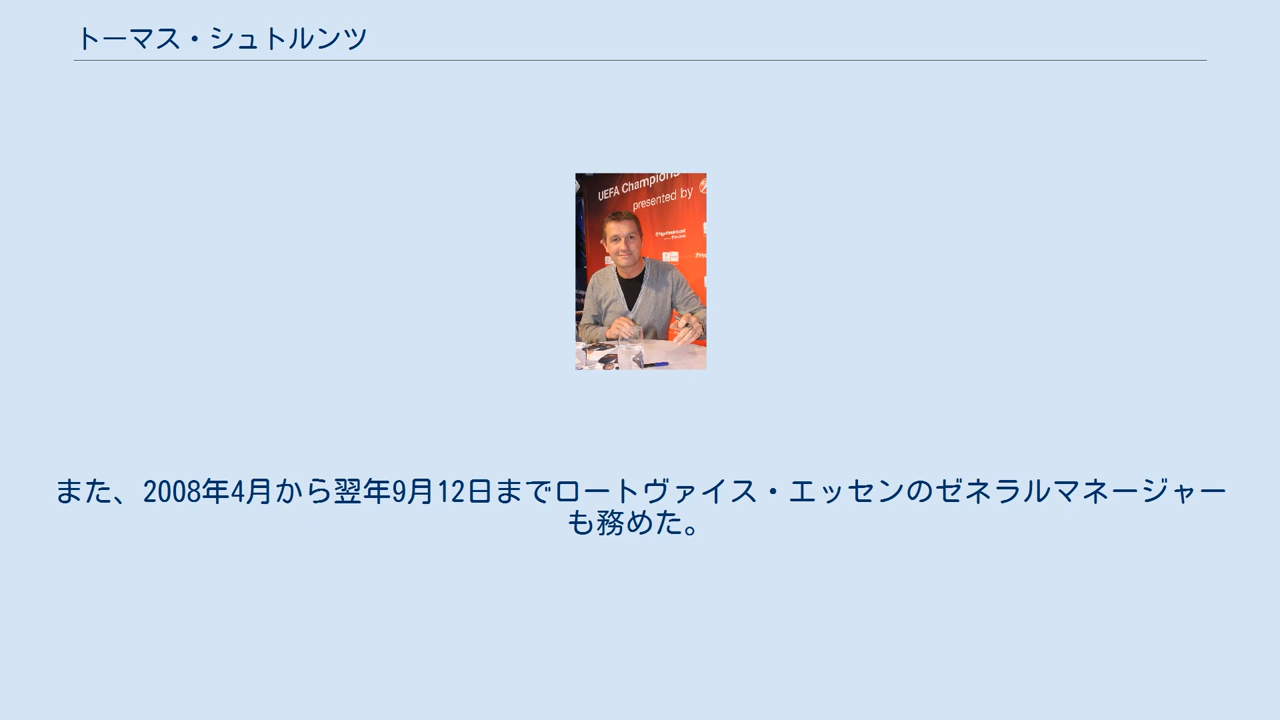 トーマス・シュトルンツ
UEFA Champions
presented by
また、2008年4月から翌年9月12日までロートヴァイス・エッセンのゼネラルマネージャー
も務めた。